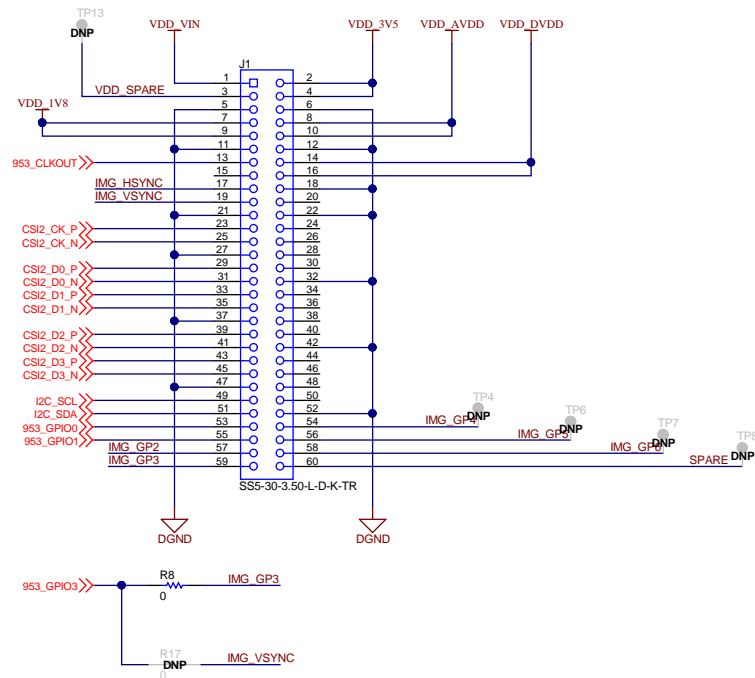 TP13
DNP
VDD_VIN
VDD_3V5
VDD_AVDD
VDD_DVDD
J1
VDD_SPARE
VDD_1V8
1 2
3 4
5 6
7 8
9 10
11 12
953_CLKOUT 13 14
15 16
IMG_HSYNC 17 18
IMG_VSYNC 19 20
21 22
CSI2_CK_P 23 24
CSI2_CK_N 25 26
27 28
CSI2_D0_P 29 30
CSI2_D0_N 31 32
CSI2_D1_P 33 34
CSI2_D1_N 35 36
37 38
CSI2_D2_P 39 40
CSI2_D2_N 41 42
CSI2_D3_P 43 44
CSI2_D3_N 45 46
47 48
I2C_SCL 49 50
I2C_SDA 51 52
953_GPIO0 53 54 IMG_GP4
953_GPIO1 55 56 IMG_GP5
IMG_GP2 57 58 IMG_GP6
IMG_GP3 59 60 SPARE
TP4
DNP
TP6
DNP
TP7
DNP
TP8
DNP
SS5-30-3.50-L-D-K-TR
DGND
DGND
953_GPIO3
R8
0
IMG_GP3
R17
DNP
0
IMG_VSYNC